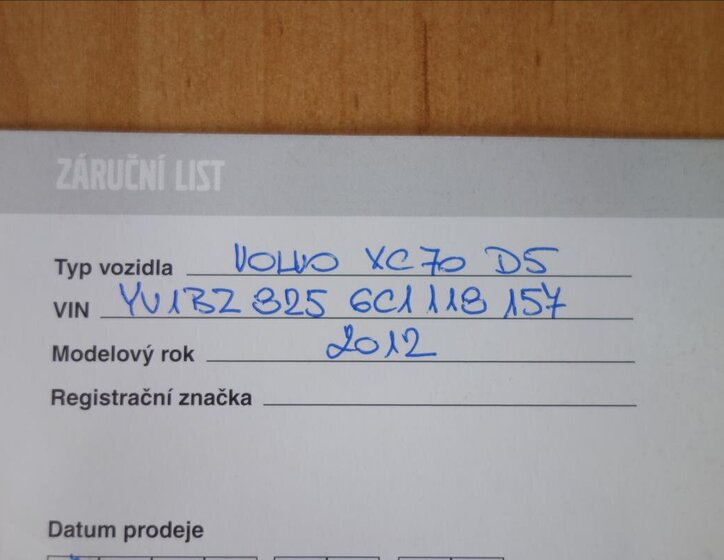 ZÁRUČNÍ LIST
Typ vozidla VOLVO XC70 D5
VIN YV1BZ 825 6C1 118 157
Modelový rok 2012
Registrační značka
Datum prodeje